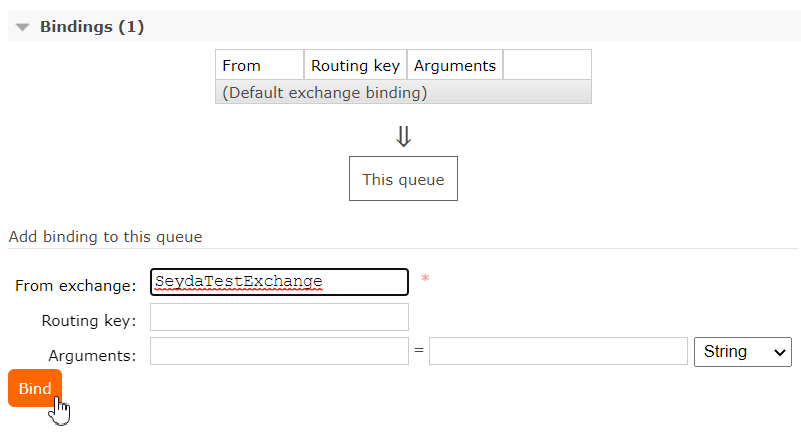 Bindings (1)
From Routing key Arguments
(Default exchange binding)
⇓
This queue
Add binding to this queue
From exchange: SeydaTestExchange *
Routing key:
Arguments: = String
Bind